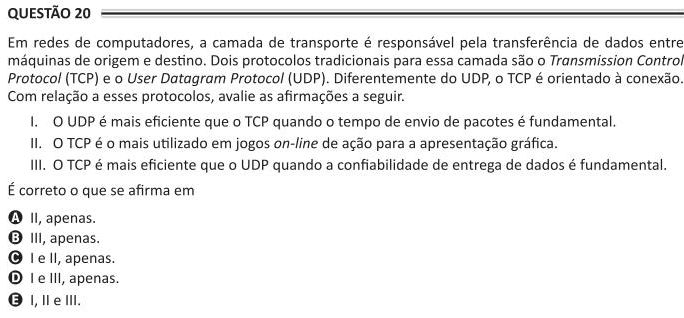 QUESTÃO 20
Em redes de computadores, a camada de transporte é responsável pela transferência de dados entre
máquinas de origem e destino. Dois protocolos tradicionais para essa camada são o Transmission Control
Protocol (TCP) e o User Datagram Protocol (UDP). Diferentemente do UDP, o TCP é orientado à conexão.
Com relação a esses protocolos, avalie as afirmações a seguir.
I. O UDP é mais eficiente que o TCP quando o tempo de envio de pacotes é fundamental.
II. O TCP é o mais utilizado em jogos on-line de ação para a apresentação gráfica.
III. O TCP é mais eficiente que o UDP quando a confiabilidade de entrega de dados é fundamental.
É correto o que se afirma em
A II, apenas.
B III, apenas.
C I e II, apenas.
D I e III, apenas.
E I, II e III.